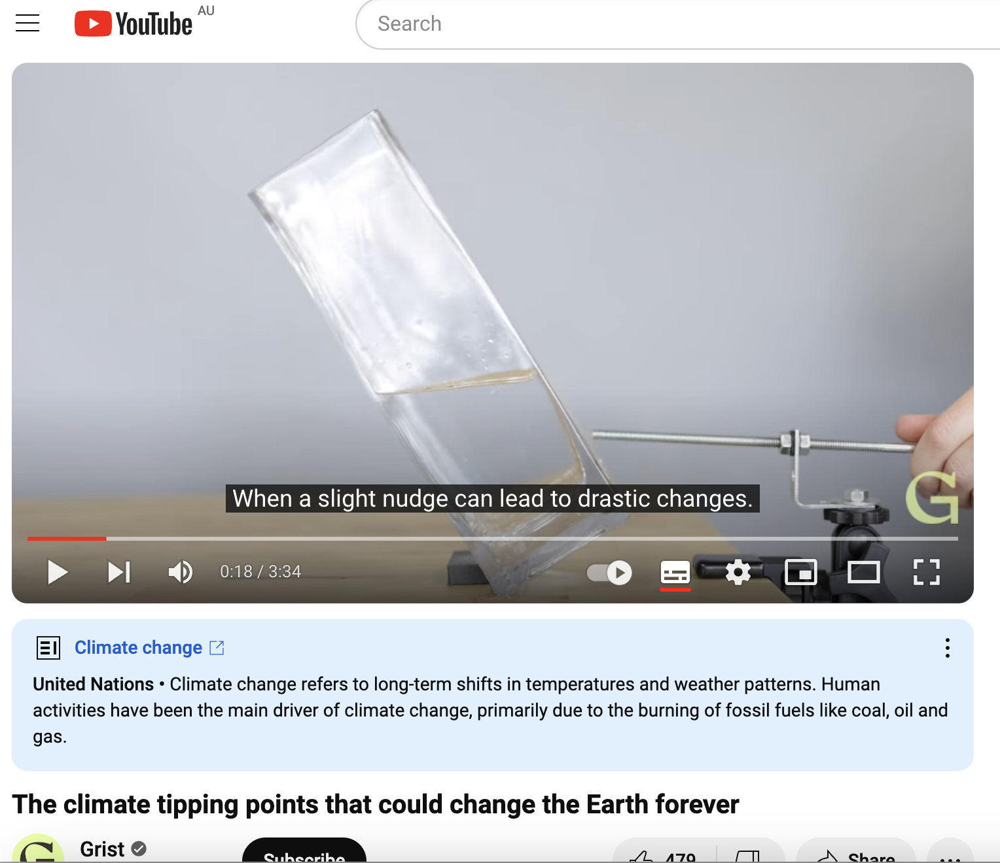 YouTube AU
Search
G
When a slight nudge can lead to drastic changes.
0:18 / 3:34
Climate change
United Nations • Climate change refers to long-term shifts in temperatures and weather patterns. Human
activities have been the main driver of climate change, primarily due to the burning of fossil fuels like coal, oil and
gas.
The climate tipping points that could change the Earth forever
G Grist
Subscribe
479
Share